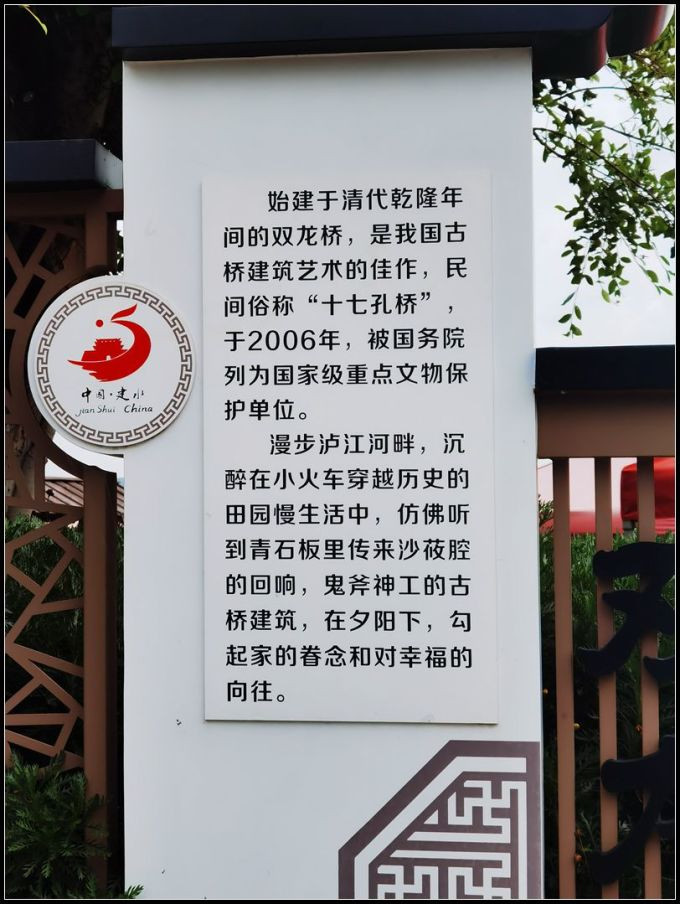 始建于清代乾隆年
间的双龙桥，是我国古
桥建筑艺术的佳作，民
间俗称“十七孔桥”，
于2006年，被国务院
列为国家级重点文物保
护单位。
漫步泸江河畔，沉
醉在小火车穿越历史的
田园慢生活中，仿佛听
到青石板里传来沙莜腔
的回响，鬼斧神工的古
桥建筑，在夕阳下，勾
起家的眷念和对幸福的
向往。
中国·建水
jian Shui China